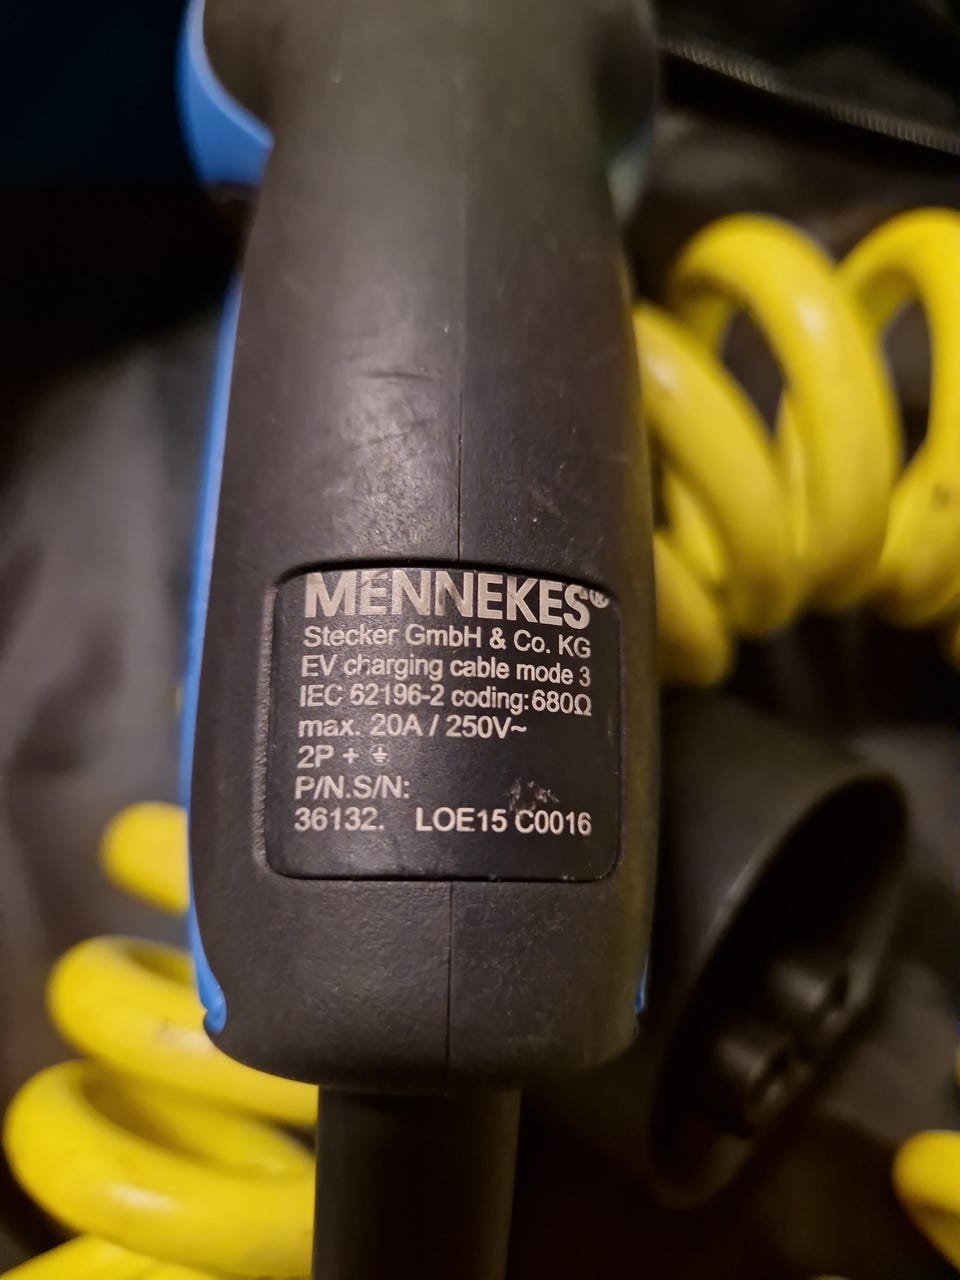 MENNEKES®
Stecker GmbH & Co. KG
EV charging cable mode 3
IEC 62196-2 coding:680Ω
max. 20A / 250V~
2P + ⏚
P/N.S/N:
36132. LOE15 C0016